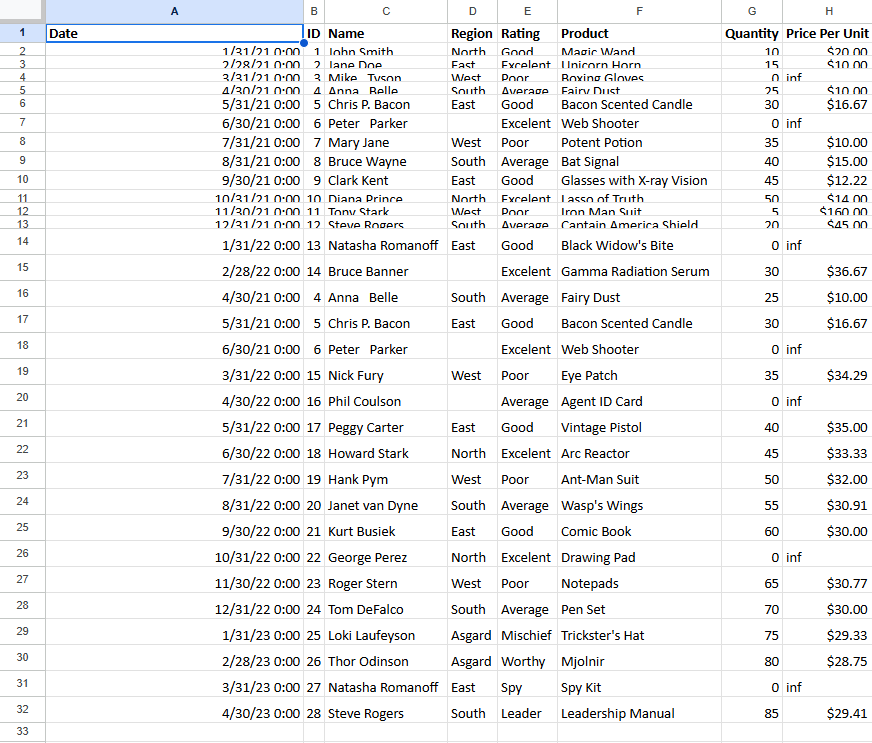 A B C D E F G H
1 Date ID Name Region Rating Product Quantity Price Per Unit
2 1/31/21 0:00 1 John Smith North Good Magic Wand 10 $20.00
3 2/28/21 0:00 2 Jane Doe East Excelent Unicorn Horn 15 $10.00
4 3/31/21 0:00 3 Mike   Tyson West Poor Boxing Gloves 0 inf
5 4/30/21 0:00 4 Anna   Belle South Average Fairy Dust 25 $10.00
6 5/31/21 0:00 5 Chris P. Bacon East Good Bacon Scented Candle 30 $16.67
7 6/30/21 0:00 6 Peter   Parker Excelent Web Shooter 0 inf
8 7/31/21 0:00 7 Mary Jane West Poor Potent Potion 35 $10.00
9 8/31/21 0:00 8 Bruce Wayne South Average Bat Signal 40 $15.00
10 9/30/21 0:00 9 Clark Kent East Good Glasses with X-ray Vision 45 $12.22
11 10/31/21 0:00 10 Diana Prince North Excelent Lasso of Truth 50 $14.00
12 11/30/21 0:00 11 Tony Stark West Poor Iron Man Suit 5 $160.00
13 12/31/21 0:00 12 Steve Rogers South Average Captain America Shield 20 $45.00
14 1/31/22 0:00 13 Natasha Romanoff East Good Black Widow's Bite 0 inf
15 2/28/22 0:00 14 Bruce Banner Excelent Gamma Radiation Serum 30 $36.67
16 4/30/21 0:00 4 Anna   Belle South Average Fairy Dust 25 $10.00
17 5/31/21 0:00 5 Chris P. Bacon East Good Bacon Scented Candle 30 $16.67
18 6/30/21 0:00 6 Peter   Parker Excelent Web Shooter 0 inf
19 3/31/22 0:00 15 Nick Fury West Poor Eye Patch 35 $34.29
20 4/30/22 0:00 16 Phil Coulson Average Agent ID Card 0 inf
21 5/31/22 0:00 17 Peggy Carter East Good Vintage Pistol 40 $35.00
22 6/30/22 0:00 18 Howard Stark North Excelent Arc Reactor 45 $33.33
23 7/31/22 0:00 19 Hank Pym West Poor Ant-Man Suit 50 $32.00
24 8/31/22 0:00 20 Janet van Dyne South Average Wasp's Wings 55 $30.91
25 9/30/22 0:00 21 Kurt Busiek East Good Comic Book 60 $30.00
26 10/31/22 0:00 22 George Perez North Excelent Drawing Pad 0 inf
27 11/30/22 0:00 23 Roger Stern West Poor Notepads 65 $30.77
28 12/31/22 0:00 24 Tom DeFalco South Average Pen Set 70 $30.00
29 1/31/23 0:00 25 Loki Laufeyson Asgard Mischief Trickster's Hat 75 $29.33
30 2/28/23 0:00 26 Thor Odinson Asgard Worthy Mjolnir 80 $28.75
31 3/31/23 0:00 27 Natasha Romanoff East Spy Spy Kit 0 inf
32 4/30/23 0:00 28 Steve Rogers South Leader Leadership Manual 85 $29.41
33